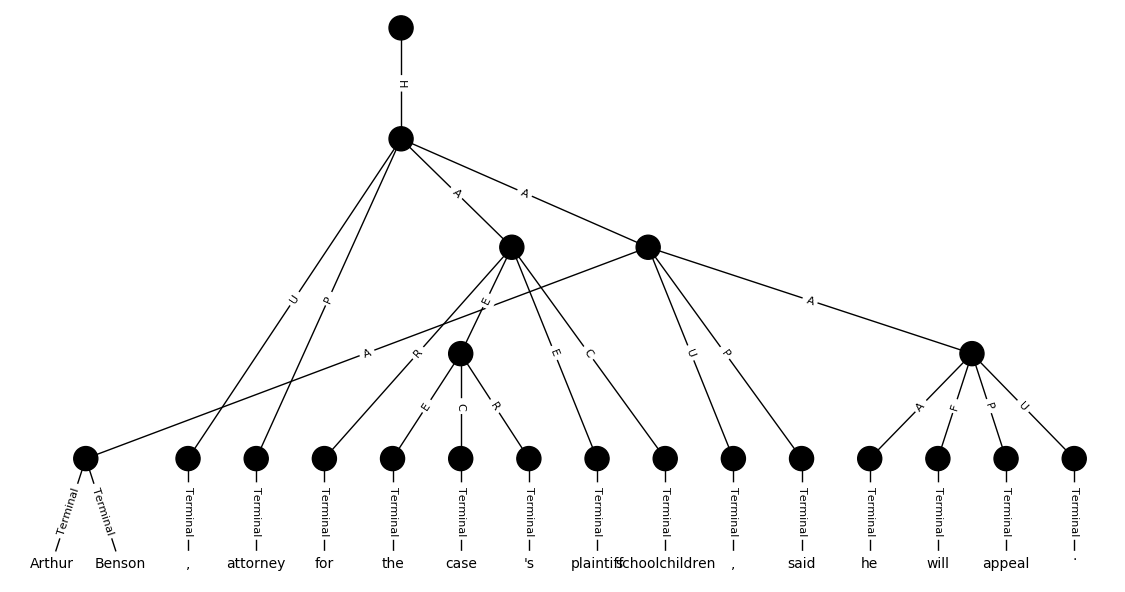 H
A A
U P E A
A R E C U P
E C R A F P U
Terminal Terminal Terminal Terminal Terminal Terminal Terminal Terminal Terminal Terminal Terminal Terminal Terminal Terminal Terminal Terminal
Arthur Benson , attorney for the case 's plaintiff schoolchildren , said he will appeal .